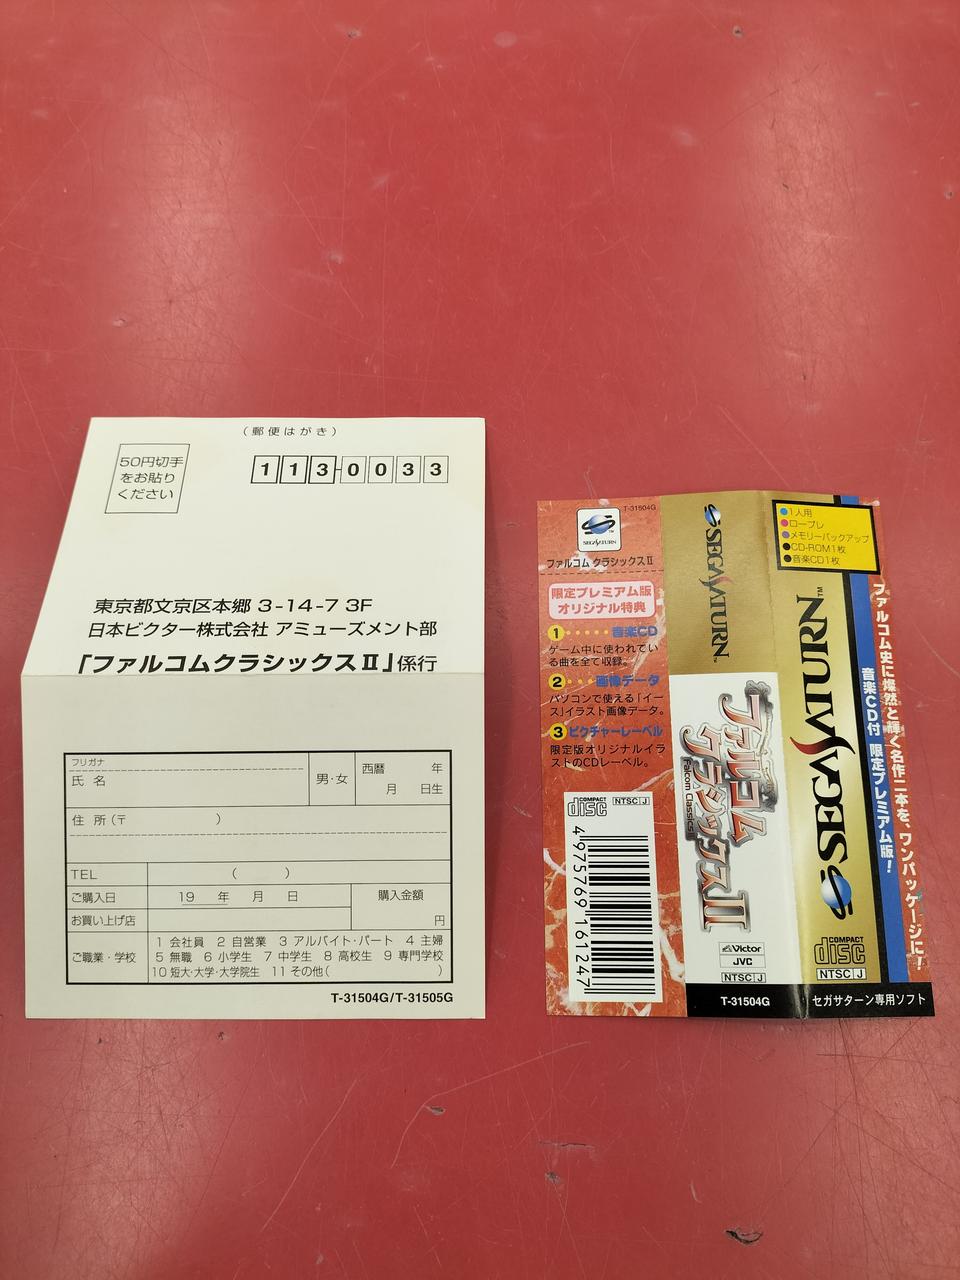 （郵便はがき）
50円切手
をお貼り
ください
113-0033
東京都文京区本郷 3-14-7 3F
日本ビクター株式会社 アミューズメント部
「ファルコムクラシックスⅡ」係行
フリガナ
氏 名
男・女
西暦 年
月 日生
住 所（〒 ）
TEL （ ）
ご購入日
19 年 月 日
購入金額
円
お買い上げ店
ご職業・学校
1 会社員 2 自営業 3 アルバイト・パート 4 主婦
5 無職 6 小学生 7 中学生 8 高校生 9 専門学校
10 短大・大学・大学院生 11 その他（ ）
T-31504G/T-31505G
T-31504G
SEGA SATURN™
ファルコム クラシックスⅡ
限定プレミアム版
オリジナル特典
1・・・・・・音楽CD
ゲーム中に使われてい
る曲を全て収録。
2・・・・画像データ
パソコンで使える「イー
ス」イラスト画像データ。
3 ピクチャーレーベル
限定版オリジナルイラ
ストのCDレーベル。
COMPACT
disc
NTSC J
4975769161247
SEGA SATURN™
ファルコム
クラシックスⅡ
Falcom Classics Ⅱ
Victor
JVC
NTSC J
T-31504G
●1人用
●ロープレ
●メモリーバックアップ
●CD-ROM1枚
●音楽CD1枚
SEGA SATURN™
COMPACT
disc
NTSC J
ファルコム史に燦然と輝く名作二本を、ワンパッケージに！
音楽CD付 限定プレミアム版！
セガサターン専用ソフト